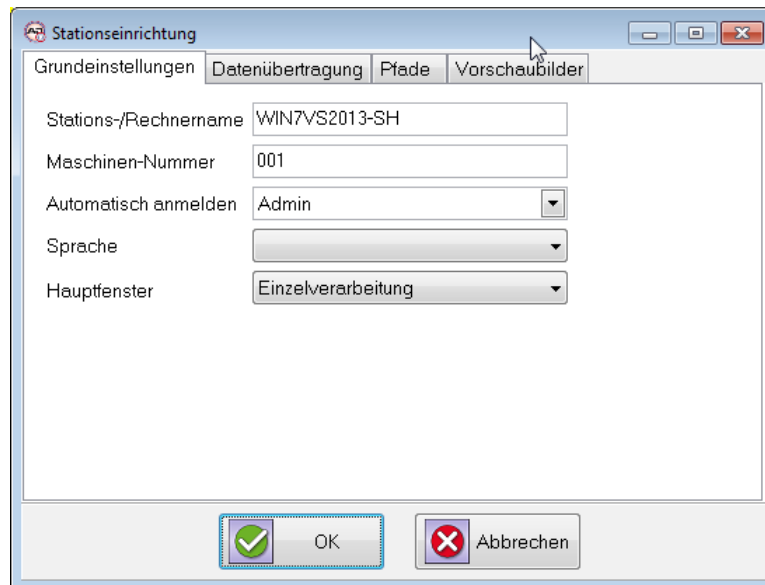 Stationseinrichtung
Grundeinstellungen Datenübertragung Pfade Vorschaubilder
Stations-/Rechnername WIN7VS2013-SH
Maschinen-Nummer 001
Automatisch anmelden Admin
Sprache
Hauptfenster Einzelverarbeitung
OK Abbrechen